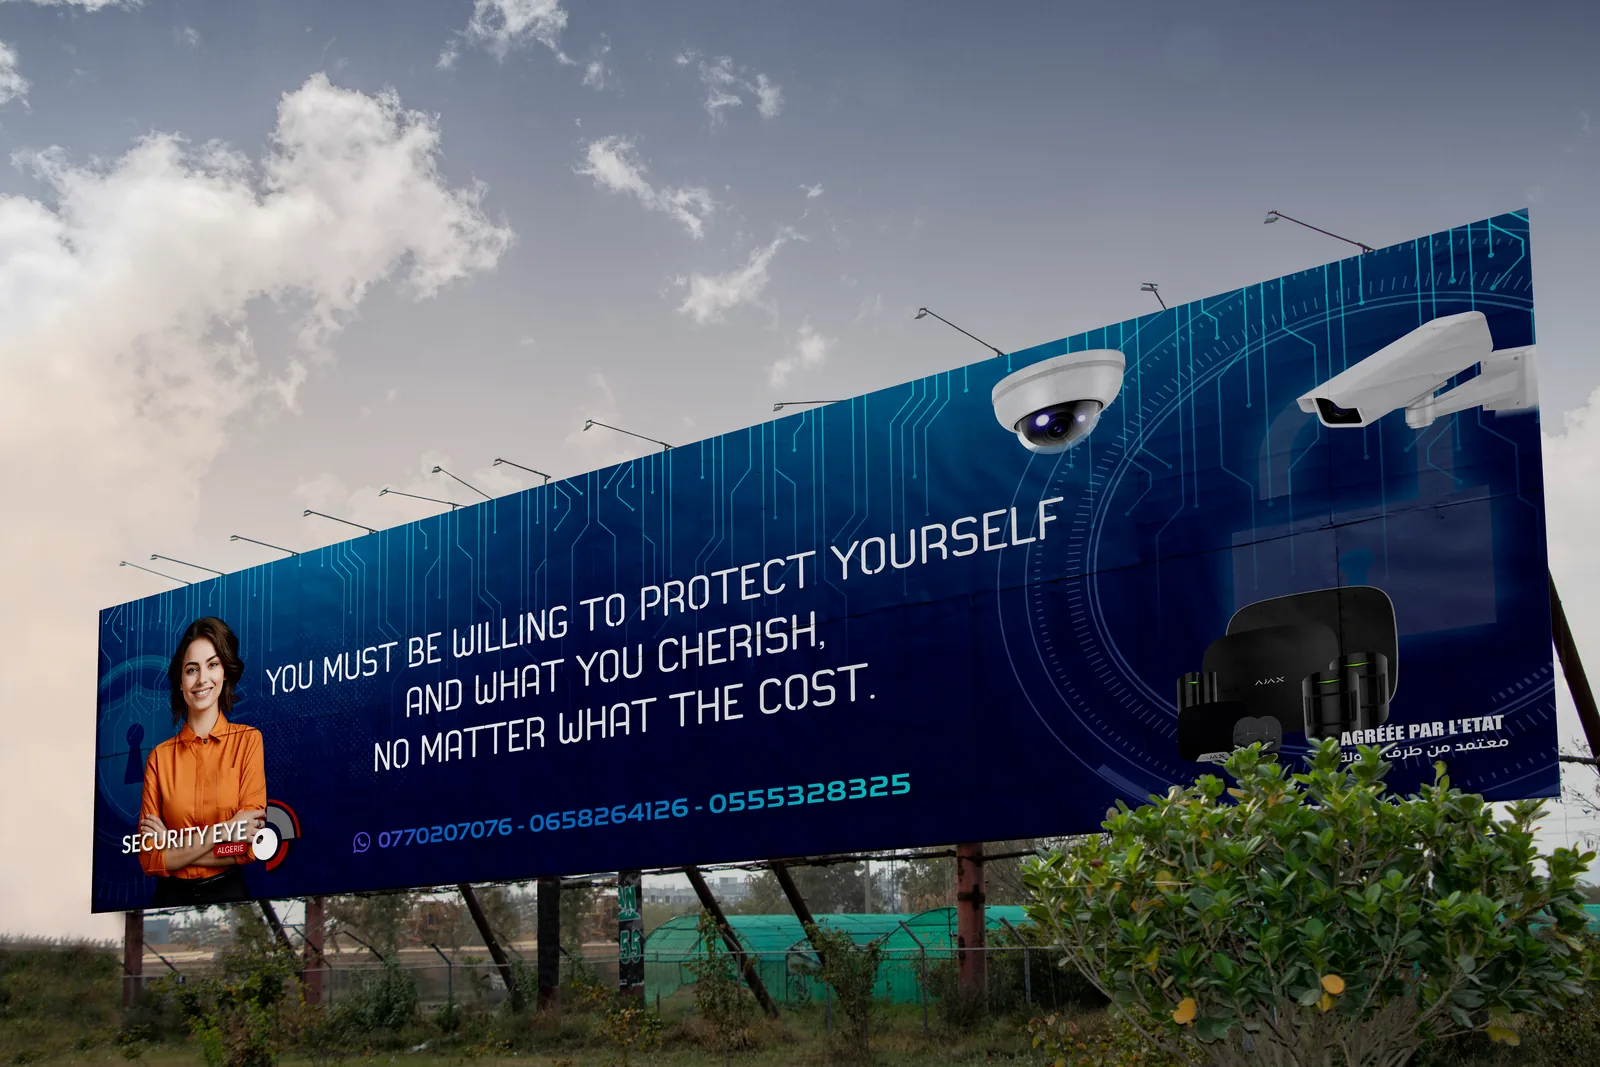 YOU MUST BE WILLING TO PROTECT YOURSELF
AND WHAT YOU CHERISH,
NO MATTER WHAT THE COST.
0770207076 - 0658264126 - 0555328325
SECURITY EYE
ALGERIE
AJAX
AGRÉÉE PAR L'ETAT
معتمد من طرف